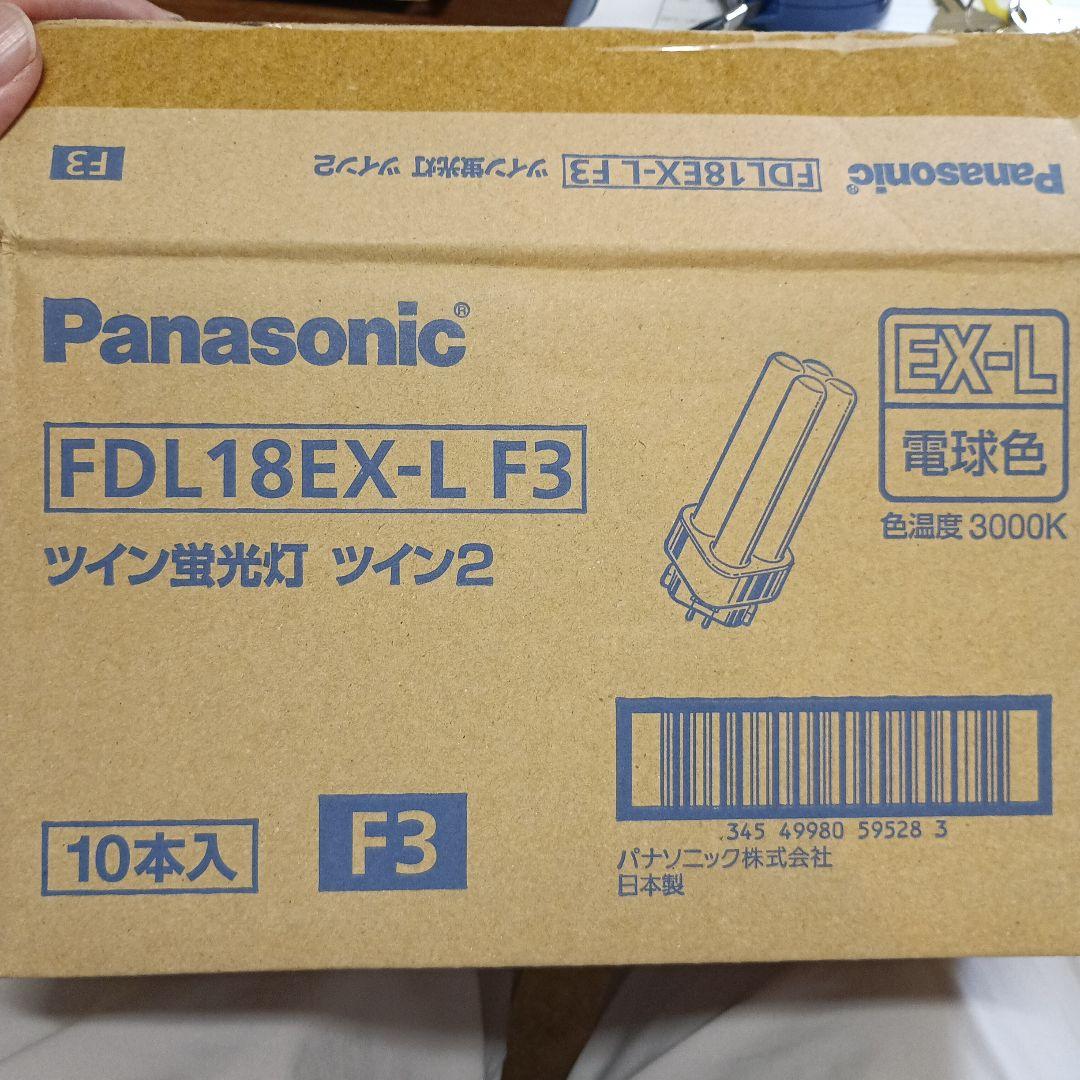 Panasonic® FDL18EX-L F3 ツイン蛍光灯 ツイン2 F3
Panasonic®
FDL18EX-L F3
ツイン蛍光灯 ツイン2
EX-L
電球色
色温度 3000K
10本入
F3
345 49980 59528 3
パナソニック株式会社
日本製